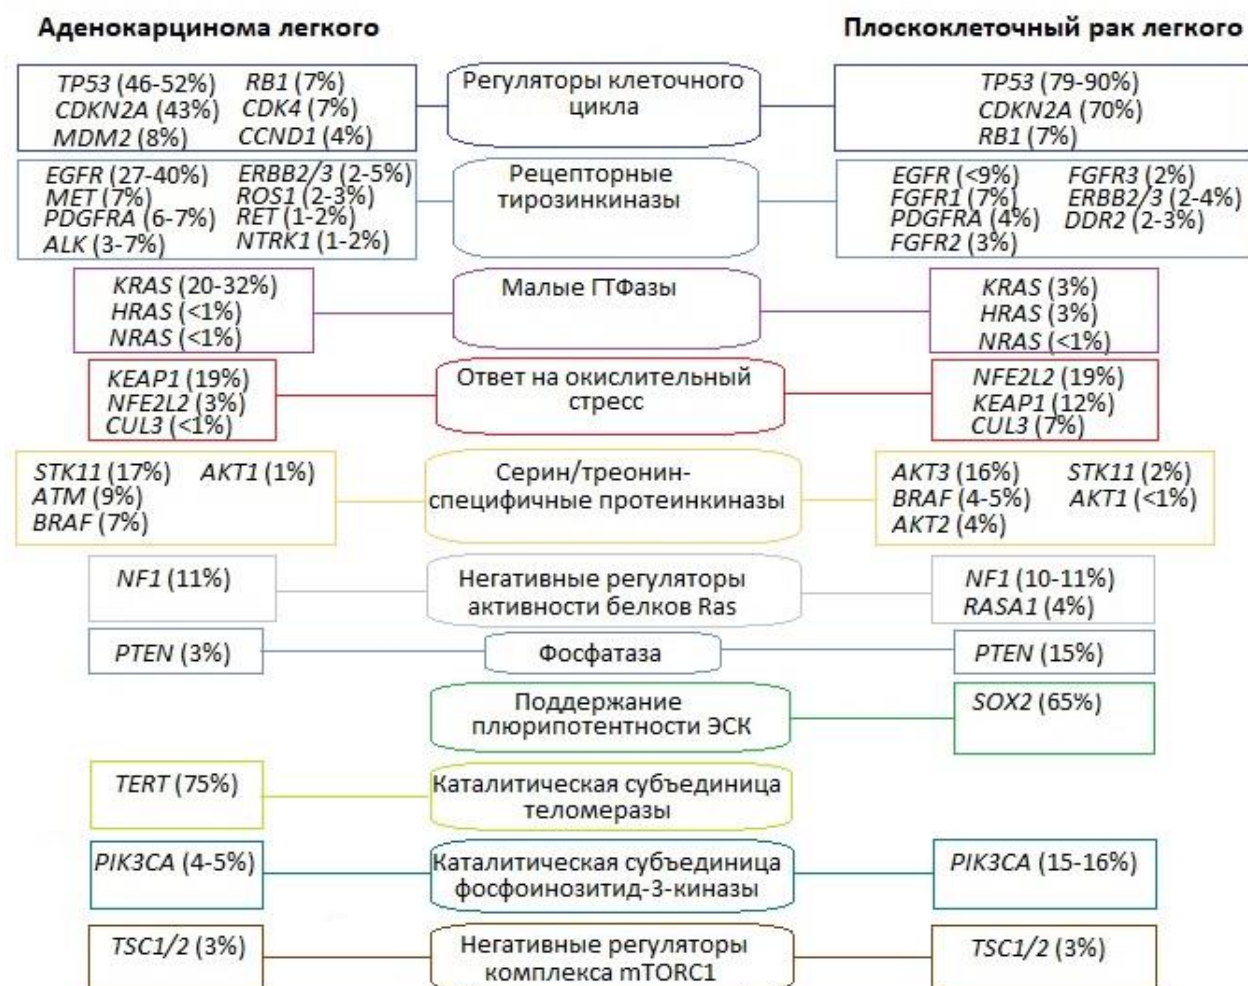 Аденокарцинома легкого
Плоскоклеточный рак легкого
TP53 (46-52%) RB1 (7%)
CDKN2A (43%) CDK4 (7%)
MDM2 (8%) CCND1 (4%)
Регуляторы клеточного
цикла
TP53 (79-90%)
CDKN2A (70%)
RB1 (7%)
EGFR (27-40%) ERBB2/3 (2-5%)
MET (7%) ROS1 (2-3%)
PDGFRA (6-7%) RET (1-2%)
ALK (3-7%) NTRK1 (1-2%)
Рецепторные
тирозинкиназы
EGFR (<9%) FGFR3 (2%)
FGFR1 (7%) ERBB2/3 (2-4%)
PDGFRA (4%) DDR2 (2-3%)
FGFR2 (3%)
KRAS (20-32%)
HRAS (<1%)
NRAS (<1%)
Малые ГТФазы
KRAS (3%)
HRAS (3%)
NRAS (<1%)
KEAP1 (19%)
NFE2L2 (3%)
CUL3 (<1%)
Ответ на окислительный
стресс
NFE2L2 (19%)
KEAP1 (12%)
CUL3 (7%)
STK11 (17%) AKT1 (1%)
ATM (9%)
BRAF (7%)
Серин/треонин-
специфичные протеинкиназы
AKT3 (16%) STK11 (2%)
BRAF (4-5%) AKT1 (<1%)
AKT2 (4%)
NF1 (11%)
Негативные регуляторы
активности белков Ras
NF1 (10-11%)
RASA1 (4%)
PTEN (3%)
Фосфатаза
PTEN (15%)
Поддержание
плюрипотентности ЭСК
SOX2 (65%)
TERT (75%)
Каталитическая субъединица
теломеразы
PIK3CA (4-5%)
Каталитическая субъединица
фосфоинозитид-3-киназы
PIK3CA (15-16%)
TSC1/2 (3%)
Негативные регуляторы
комплекса mTORC1
TSC1/2 (3%)